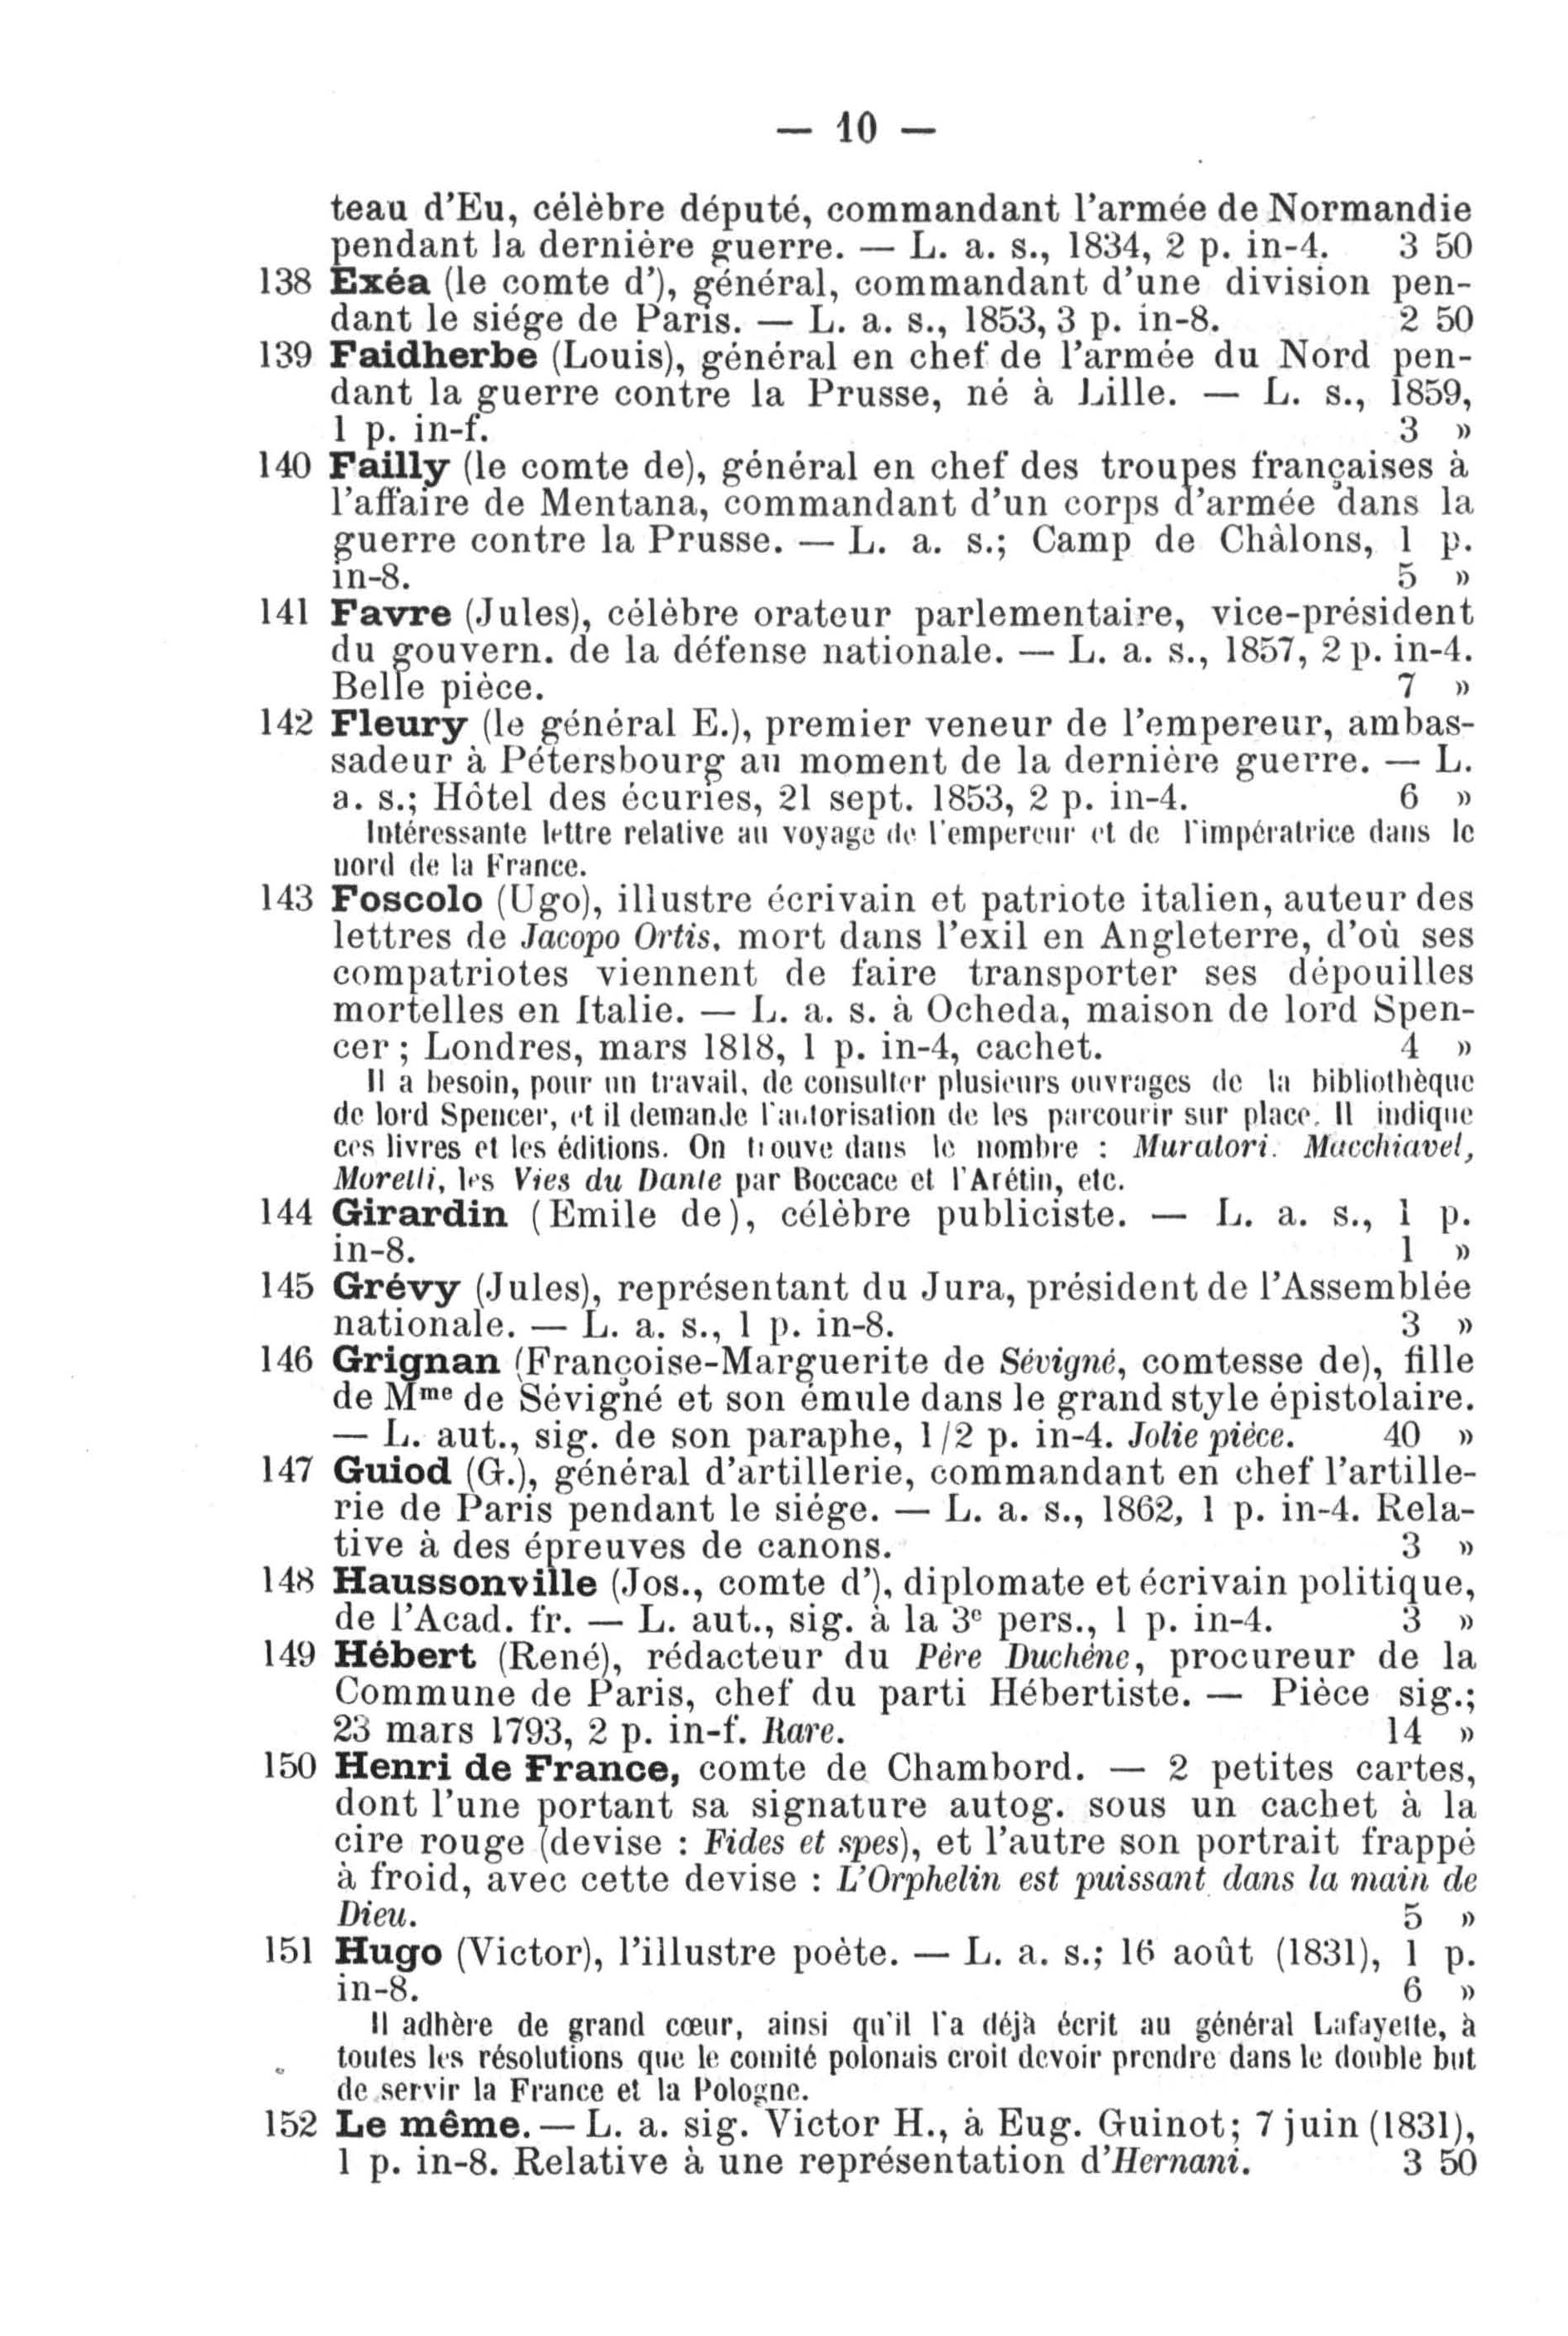 — 10 —
teau d'Eu, célèbre député, commandant l'armée de Normandie
pendant la dernière guerre. — L. a. s., 1834, 2 p. in-4. 3 50
138 Exéa (le comte d'), général, commandant d'une division pen-
dant le siége de Paris. — L. a. s., 1853, 3 p. in-8. 2 50
139 Faidherbe (Louis), général en chef de l'armée du Nord pen-
dant la guerre contre la Prusse, né à Lille. — L. s., 1859,
1 p. in-f. 3 »
140 Failly (le comte de), général en chef des troupes françaises à
l'affaire de Mentana, commandant d'un corps d'armée dans la
guerre contre la Prusse. — L. a. s.; Camp de Châlons, 1 p.
in-8. 5 »
141 Favre (Jules), célèbre orateur parlementaire, vice-président
du gouvern. de la défense nationale. — L. a. s., 1857, 2 p. in-4.
Belle pièce. 7 »
142 Fleury (le général E.), premier veneur de l'empereur, ambas-
sadeur à Pétersbourg au moment de la dernière guerre. — L.
a. s.; Hôtel des écuries, 21 sept. 1853, 2 p. in-4. 6 »
Intéressante lettre relative au voyage de l'empereur et de l'impératrice dans le
nord de la France.
143 Foscolo (Ugo), illustre écrivain et patriote italien, auteur des
lettres de Jacopo Ortis, mort dans l'exil en Angleterre, d'où ses
compatriotes viennent de faire transporter ses dépouilles
mortelles en Italie. — L. a. s. à Ocheda, maison de lord Spen-
cer ; Londres, mars 1818, 1 p. in-4, cachet. 4 »
Il a besoin, pour un travail, de consulter plusieurs ouvrages de la bibliothèque
de lord Spencer, et il demande l'autorisation de les parcourir sur place. Il indique
ces livres et les éditions. On trouve dans le nombre : Muratori. Macchiavel,
Morelli, les Vies du Dante par Boccace et l'Arétin, etc.
144 Girardin (Emile de), célèbre publiciste. — L. a. s., 1 p.
in-8. 1 »
145 Grévy (Jules), représentant du Jura, président de l'Assemblée
nationale. — L. a. s., 1 p. in-8. 3 »
146 Grignan (Françoise-Marguerite de Sévigné, comtesse de), fille
de Mme de Sévigné et son émule dans le grand style épistolaire.
— L. aut., sig. de son paraphe, 1/2 p. in-4. Jolie pièce. 40 »
147 Guiod (G.), général d'artillerie, commandant en chef l'artille-
rie de Paris pendant le siége. — L. a. s., 1862, 1 p. in-4. Rela-
tive à des épreuves de canons. 3 »
148 Haussonville (Jos., comte d'), diplomate et écrivain politique,
de l'Acad. fr. — L. aut., sig. à la 3e pers., 1 p. in-4. 3 »
149 Hébert (René), rédacteur du Père Duchêne, procureur de la
Commune de Paris, chef du parti Hébertiste. — Pièce sig.;
23 mars 1793, 2 p. in-f. Rare. 14 »
150 Henri de France, comte de Chambord. — 2 petites cartes,
dont l'une portant sa signature autog. sous un cachet à la
cire rouge (devise : Fides et spes), et l'autre son portrait frappé
à froid, avec cette devise : L'Orphelin est puissant dans la main de
Dieu. 5 »
151 Hugo (Victor), l'illustre poète. — L. a. s.; 16 août (1831), 1 p.
in-8. 6 »
Il adhère de grand cœur, ainsi qu'il l'a déjà écrit au général Lafayette, à
toutes les résolutions que le comité polonais croit devoir prendre dans le double but
de servir la France et la Pologne.
152 Le même. — L. a. sig. Victor H., à Eug. Guinot; 7 juin (1831),
1 p. in-8. Relative à une représentation d'Hernani. 3 50